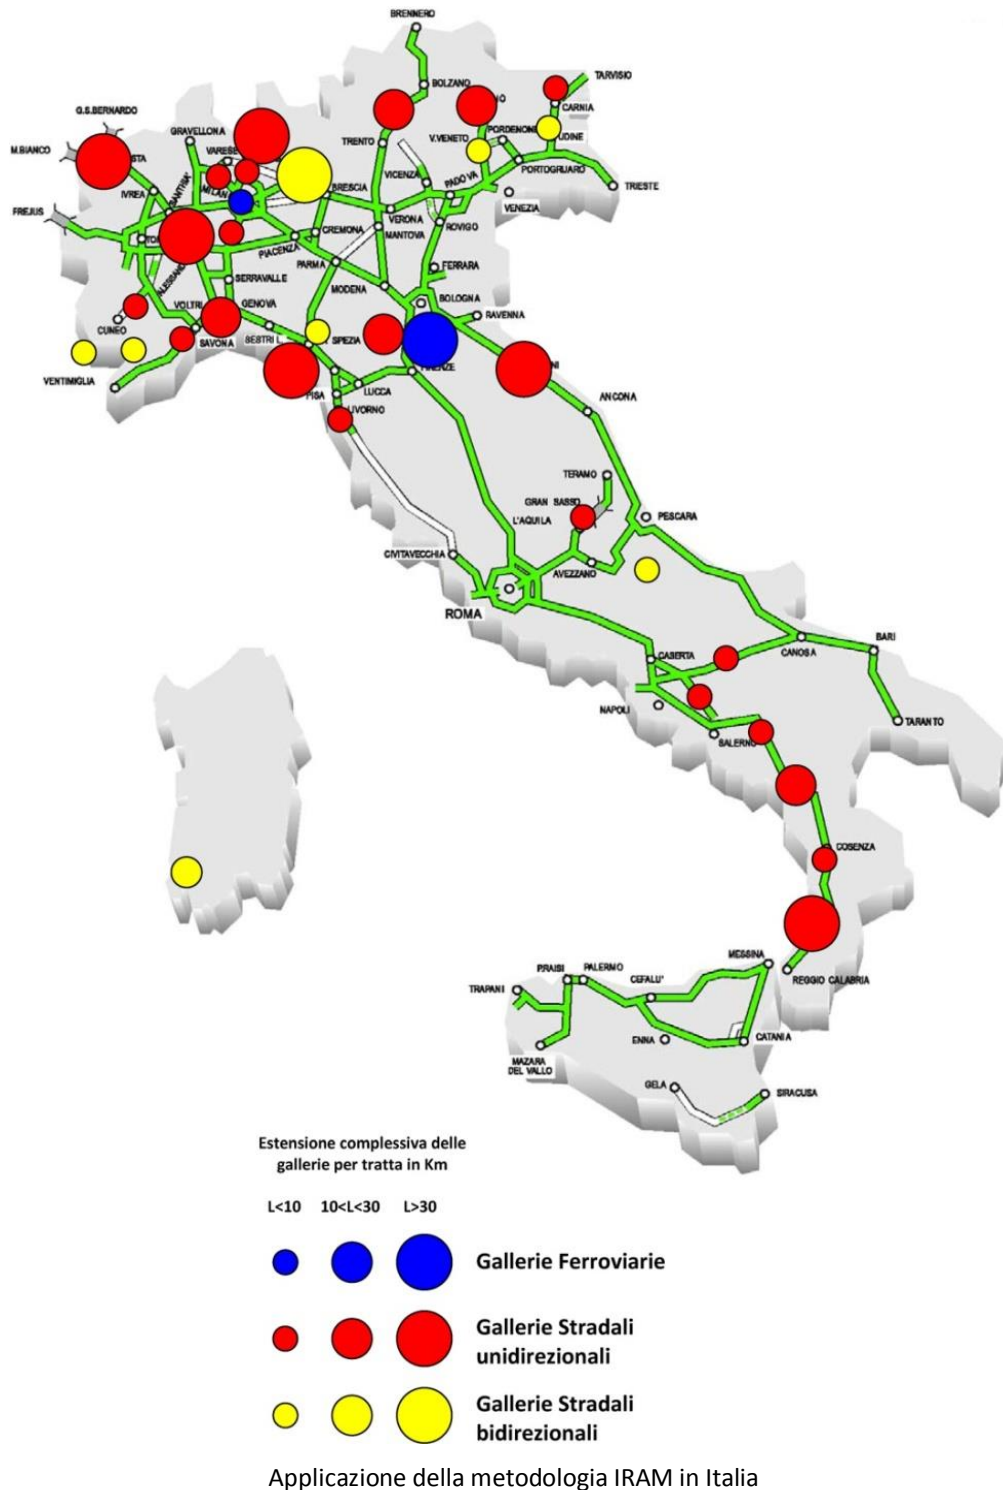 BRENNERO
TARVISIO
BOLZANO
G.S.BERNARDO
CARNIA
GRAVELLONA
M.BIANCO
TRENTO
V.VENETO
PORDENONE
UDINE
VARESE
PORTOGRUARO
VICENZA
PADOVA
TRIESTE
IVREA
SANTHIA'
BRESCIA
VENEZIA
FREJUS
VERONA
ROVIGO
CREMONA
MANTOVA
PIACENZA
PARMA
FERRARA
SERRAVALLE
MODENA
BOLOGNA
VOLTRI
GENOVA
RAVENNA
CUNEO
SAVONA
SESTRI L.
SPEZIA
VENTIMIGLIA
LUCCA
PISA
LIVORNO
ANCONA
TERAMO
GRAN SASSO
L'AQUILA
PESCARA
CIVITAVECCHIA
AVEZZANO
ROMA
CASERTA
CANOSA
BARI
NAPOLI
SALERNO
TARANTO
COSENZA
MESSINA
P.RAISI
PALERMO
CEFALU'
REGGIO CALABRIA
TRAPANI
ENNA
CATANIA
MAZARA
DEL VALLO
GELA
SIRACUSA
Estensione complessiva delle
gallerie per tratta in Km
L<10 10<L<30 L>30
Gallerie Ferroviarie
Gallerie Stradali
unidirezionali
Gallerie Stradali
bidirezionali
Applicazione della metodologia IRAM in Italia